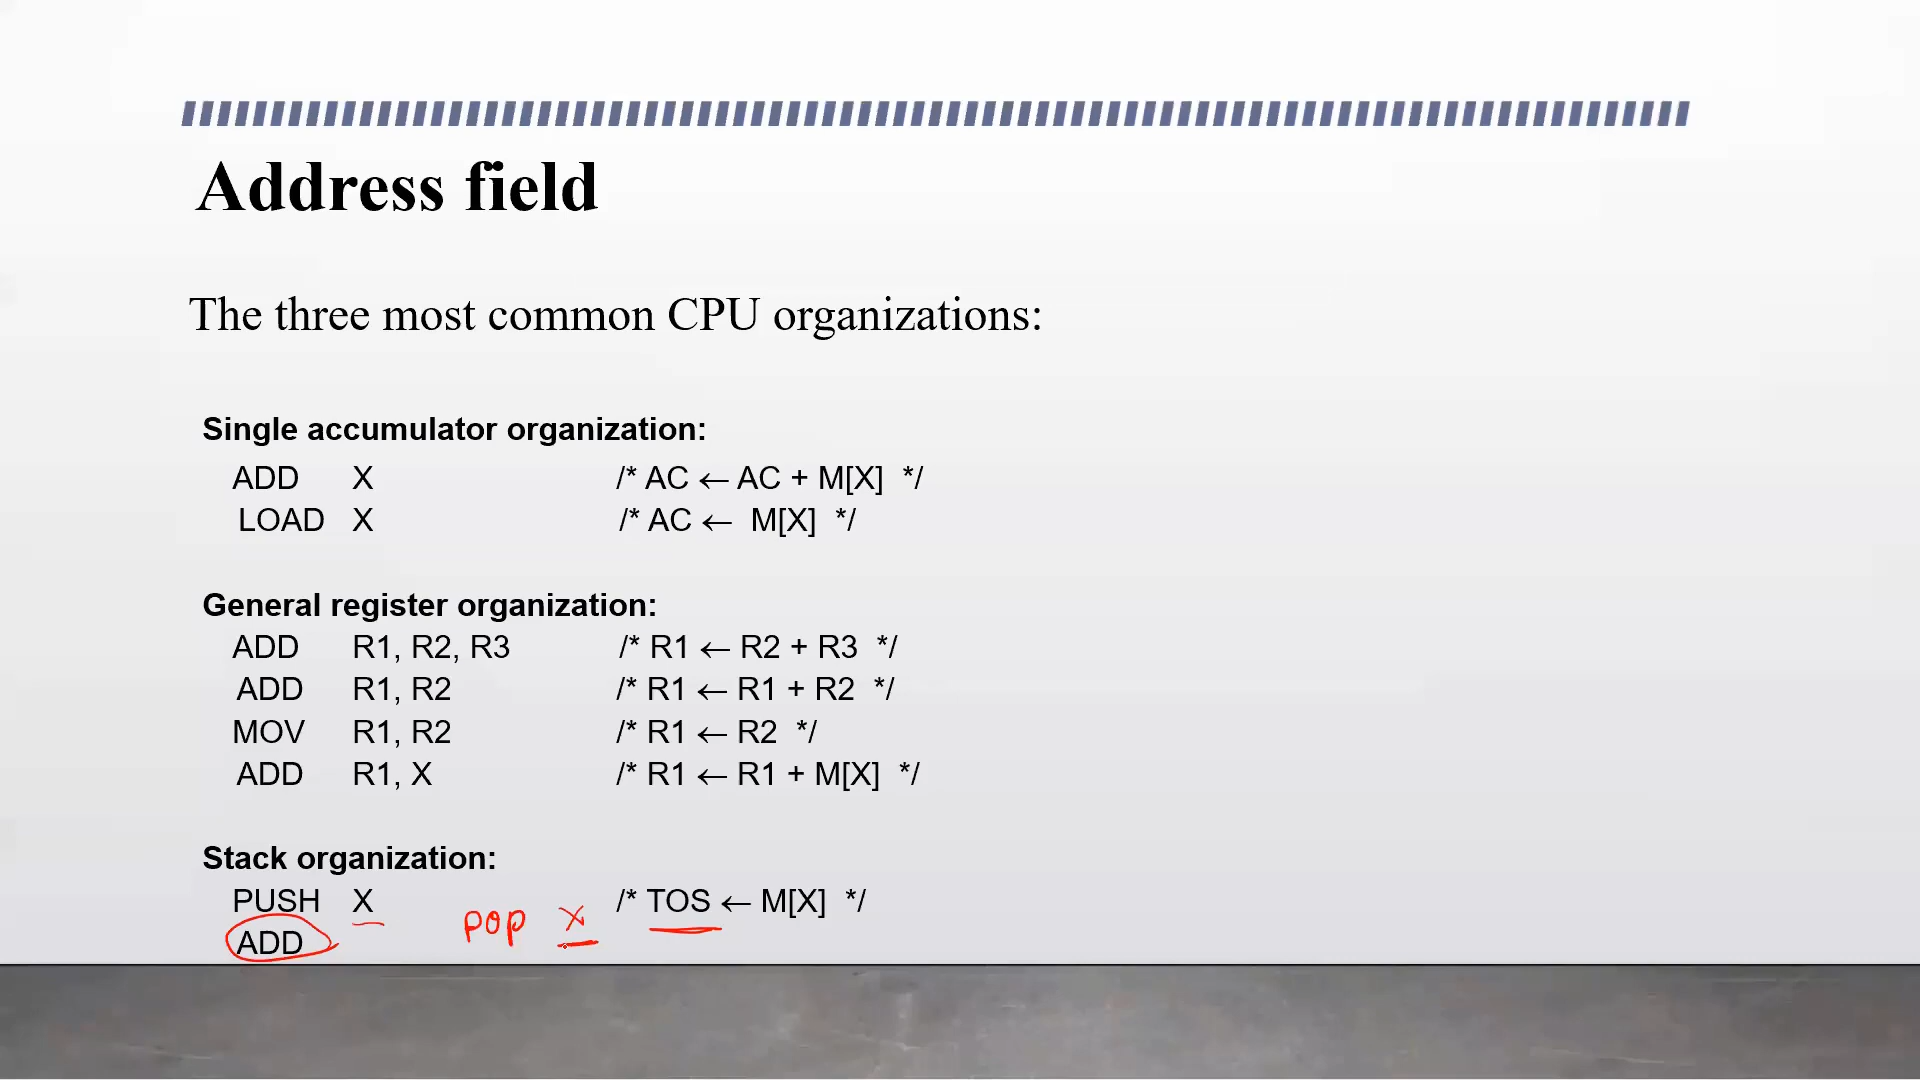 Address field
The three most common CPU organizations:
Single accumulator organization:
ADD X /* AC ← AC + M[X] */
LOAD X /* AC ← M[X] */
General register organization:
ADD R1, R2, R3 /* R1 ← R2 + R3 */
ADD R1, R2 /* R1 ← R1 + R2 */
MOV R1, R2 /* R1 ← R2 */
ADD R1, X /* R1 ← R1 + M[X] */
Stack organization:
PUSH X /* TOS ← M[X] */
POP X
ADD